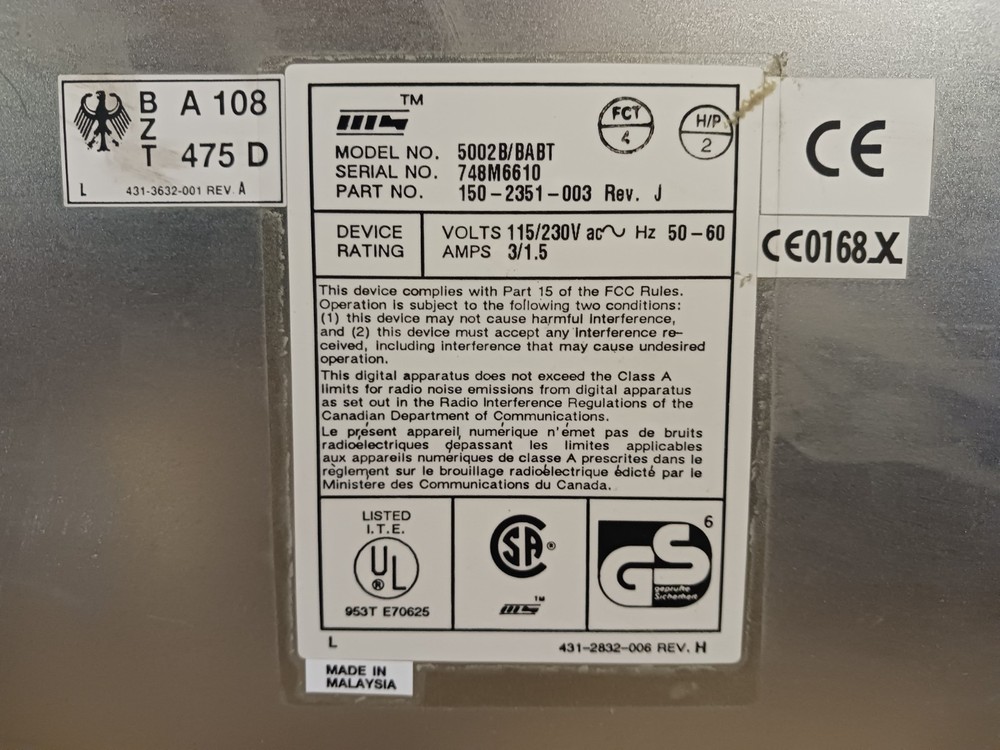 B
Z
T
A 108
475 D
L 431-3632-001 REV. A
TM
FCT
4
H/P
2
MODEL NO. 5002B/BABT
SERIAL NO. 748M6610
PART NO. 150-2351-003 Rev. J
CE
CE0168X
DEVICE RATING
VOLTS 115/230V ac~ Hz 50-60
AMPS 3/1.5
This device complies with Part 15 of the FCC Rules.
Operation is subject to the following two conditions:
(1) this device may not cause harmful Interference,
and (2) this device must accept any Interference re-
ceived, Including interference that may cause undesired
operation.
This digital apparatus does not exceed the Class A
limits for radio noise emissions from digital apparatus
as set out in the Radio Interference Regulations of the
Canadian Department of Communications.
Le présent appareil numérique n'émet pas de bruits
radioélectriques depassant les limites applicables
aux appareils numériques de classe A prescrites dans le
règlement sur le brouillage radioélectrique édicté par le
Ministere des Communications du Canada.
LISTED
I.T.E.
UL
®
953T E70625
SA®
TM
6
GS
geprüfte
Sicherheit
L 431-2832-006 REV. H
MADE IN
MALAYSIA